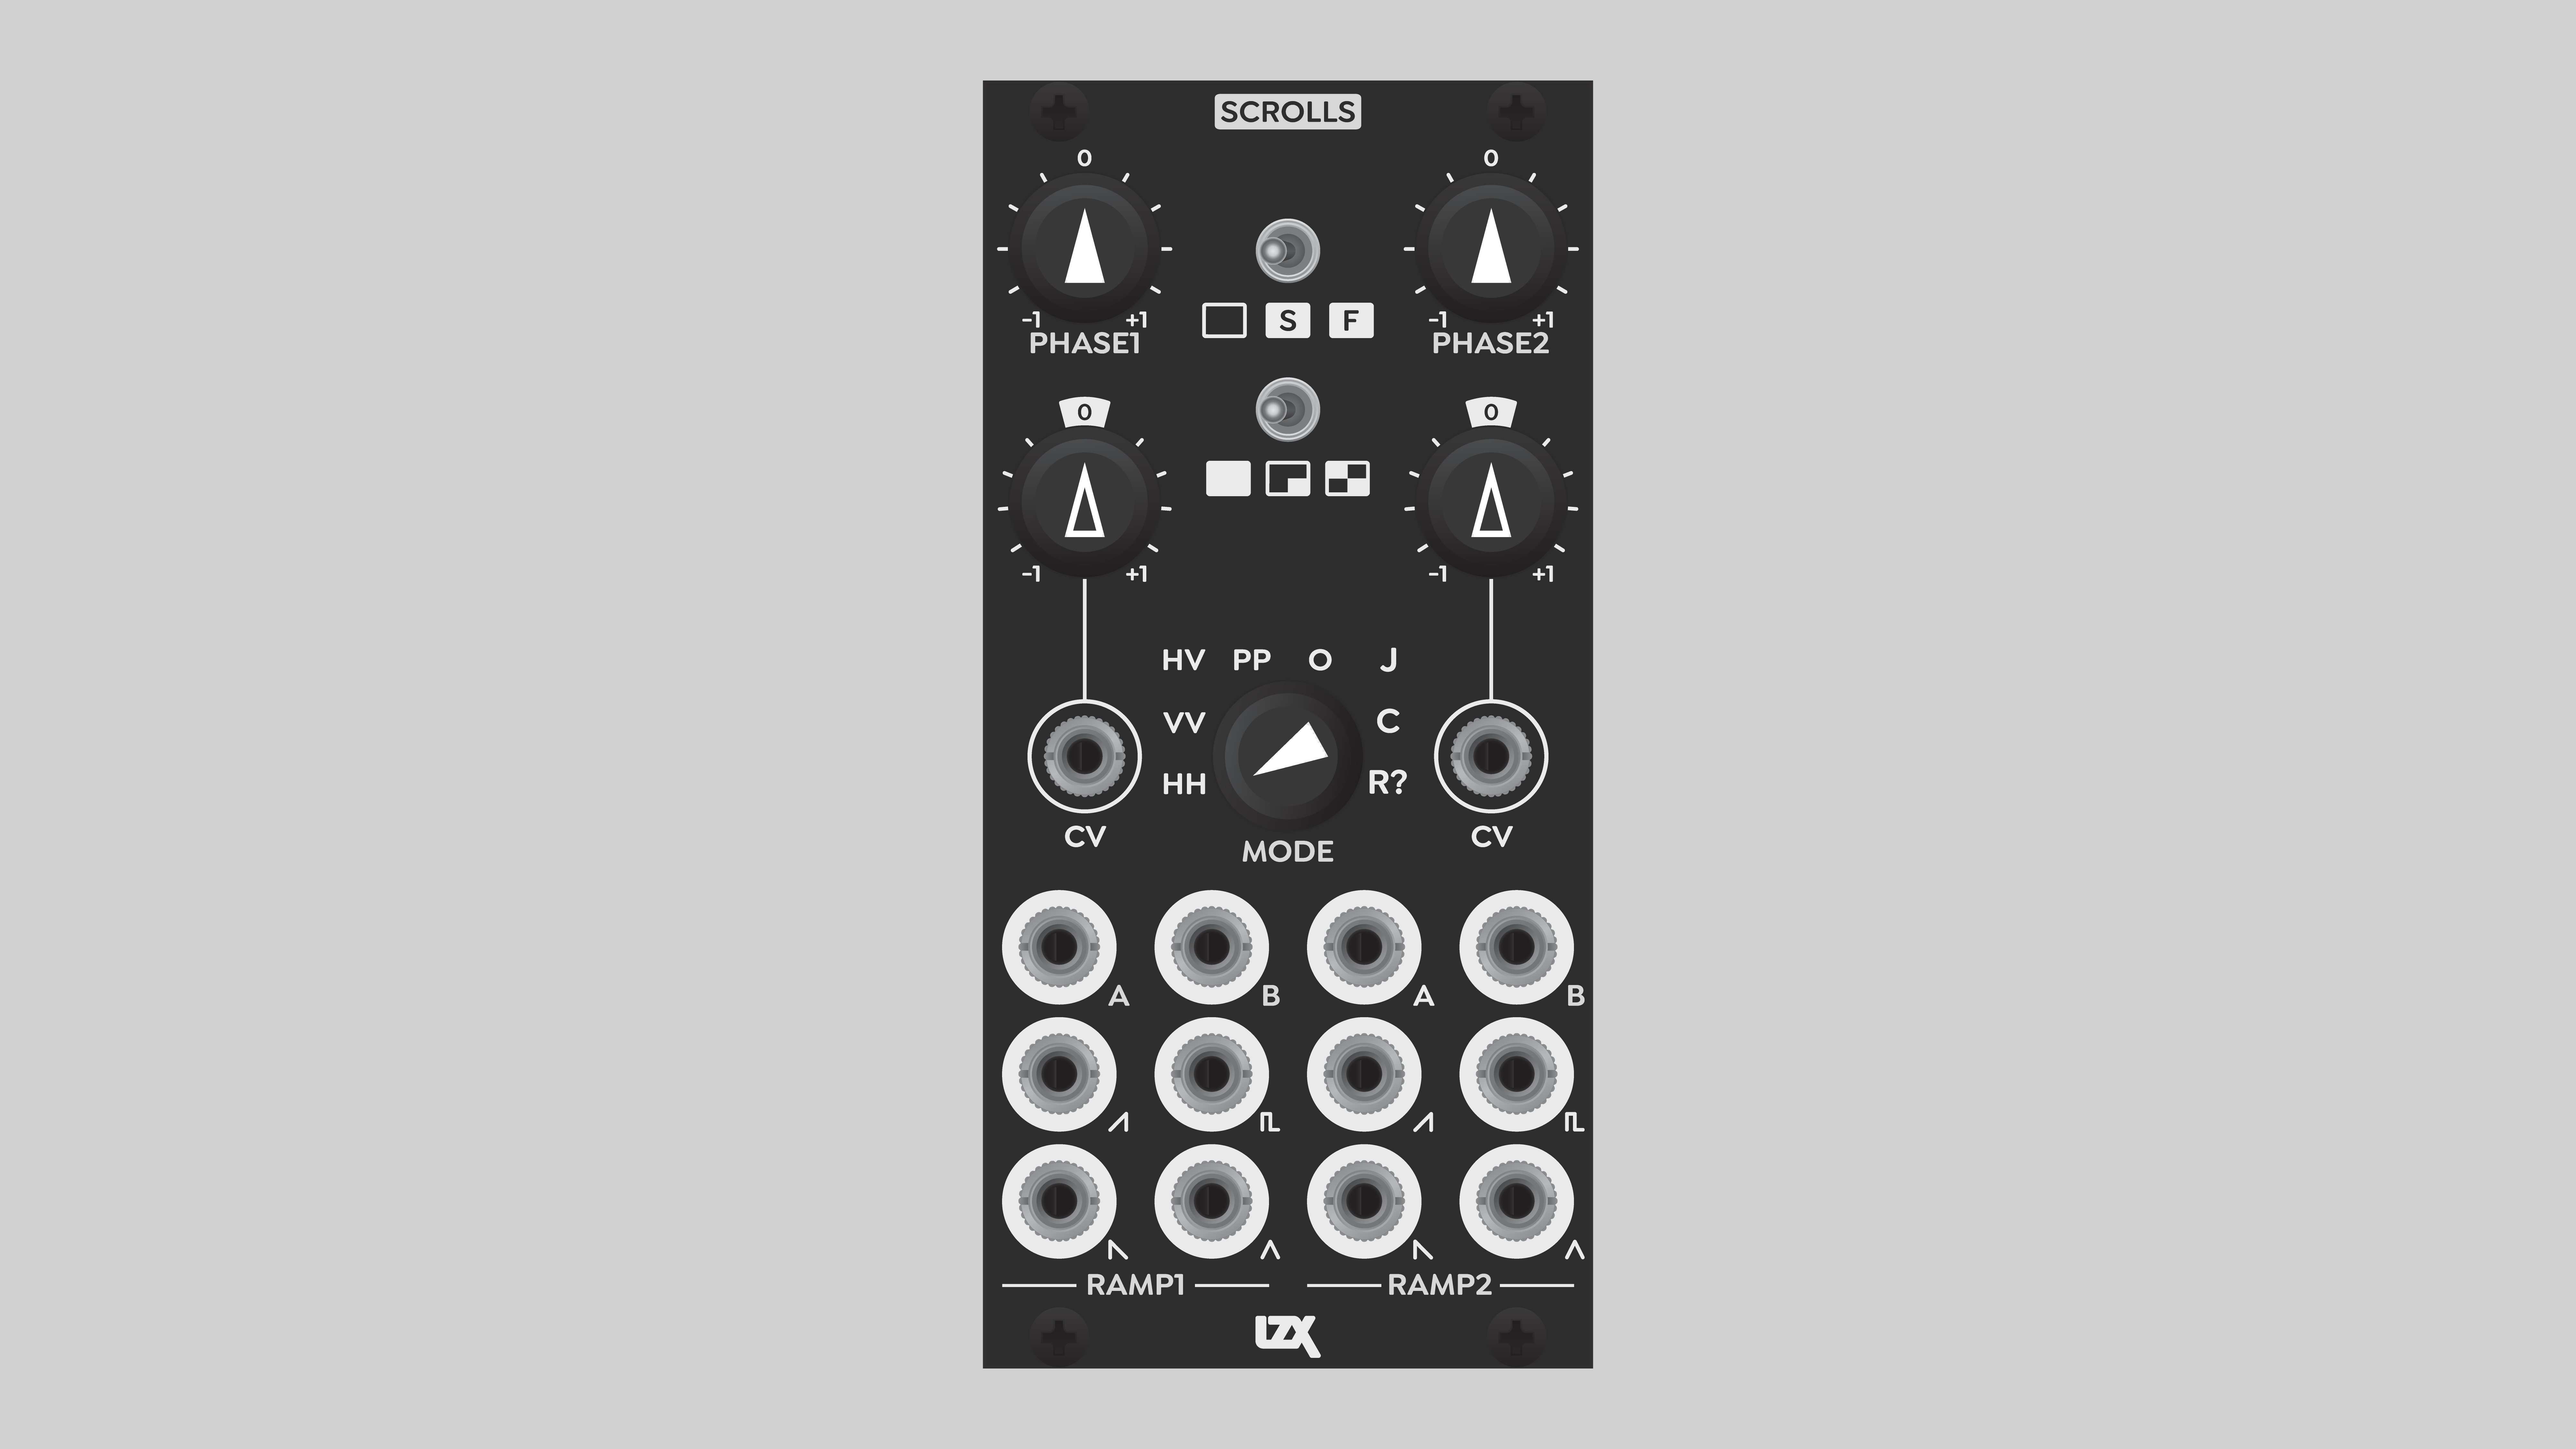 SCROLLS
0
0
-1 +1
PHASE1
S F
-1 +1
PHASE2
0
0
-1 +1
-1 +1
HV PP O J
VV C
HH R?
CV
MODE
CV
A B A B
RAMP1 RAMP2
LZX